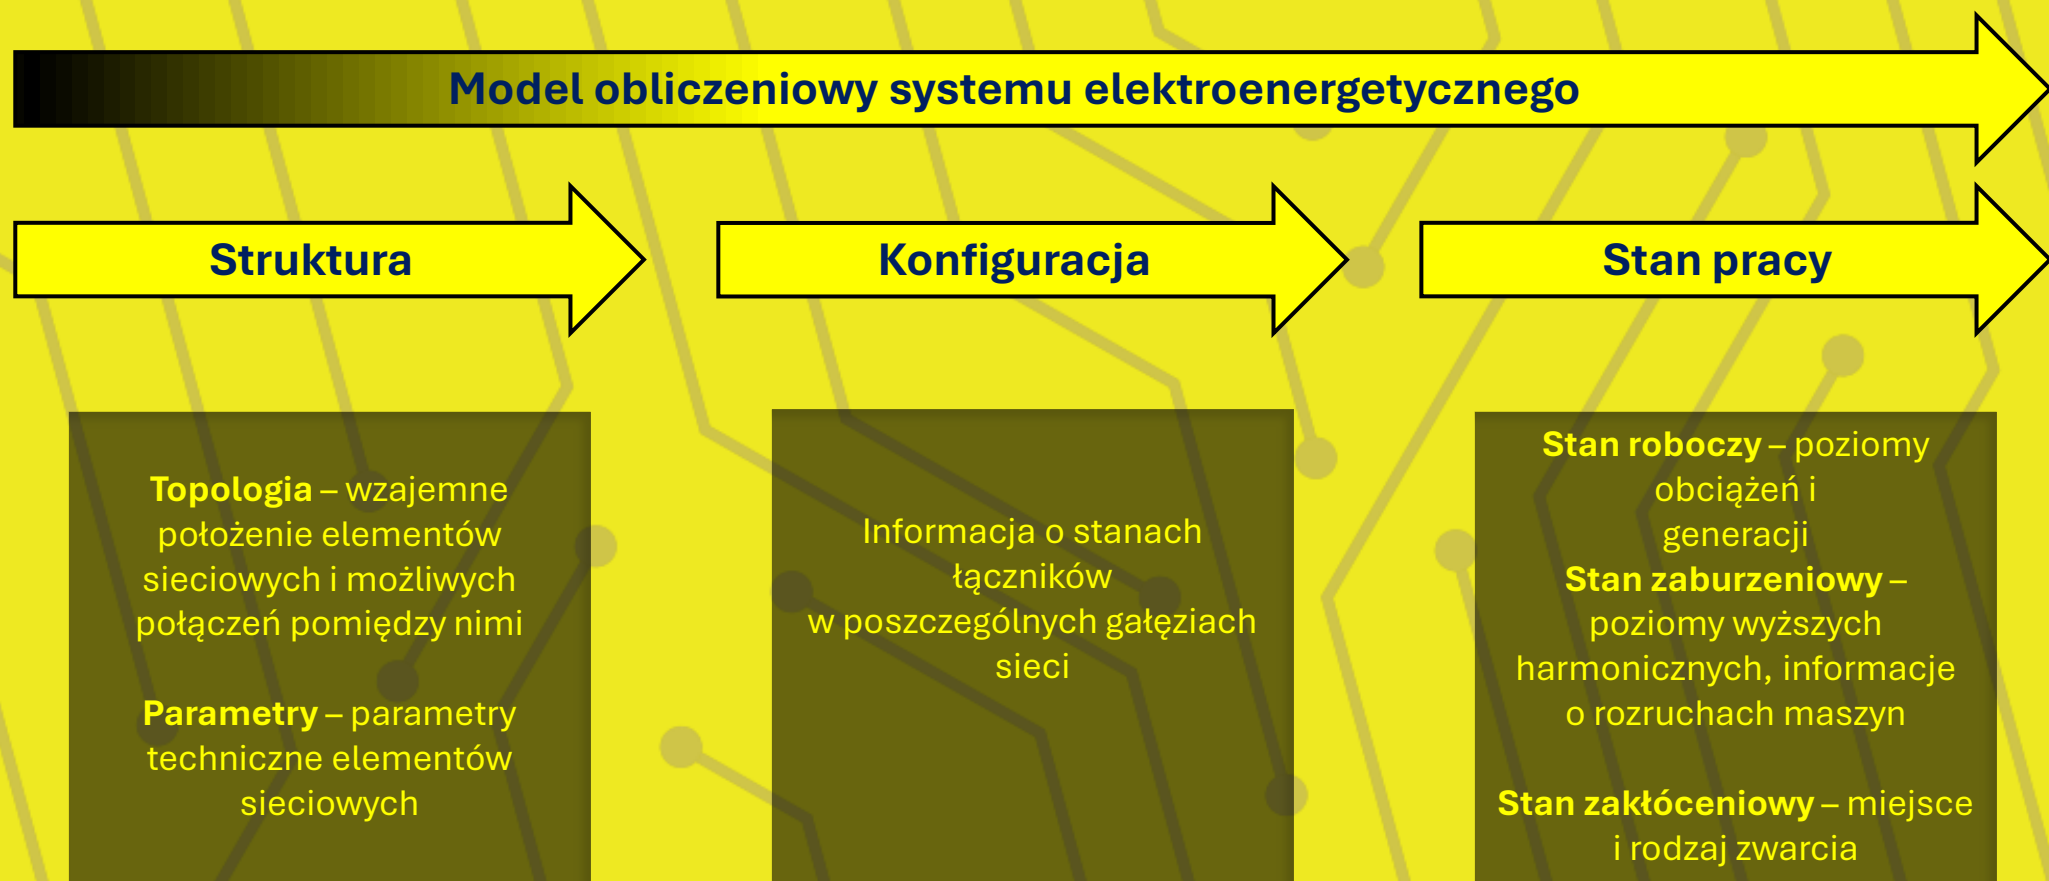 Model obliczeniowy systemu elektroenergetycznego
Struktura
Konfiguracja
Stan pracy
Topologia – wzajemne
położenie elementów
sieciowych i możliwych
połączeń pomiędzy nimi
Parametry – parametry
techniczne elementów
sieciowych
Informacja o stanach
łączników
w poszczególnych gałęziach
sieci
Stan roboczy – poziomy
obciążeń i
generacji
Stan zaburzeniowy –
poziomy wyższych
harmonicznych, informacje
o rozruchach maszyn
Stan zakłóceniowy – miejsce
i rodzaj zwarcia